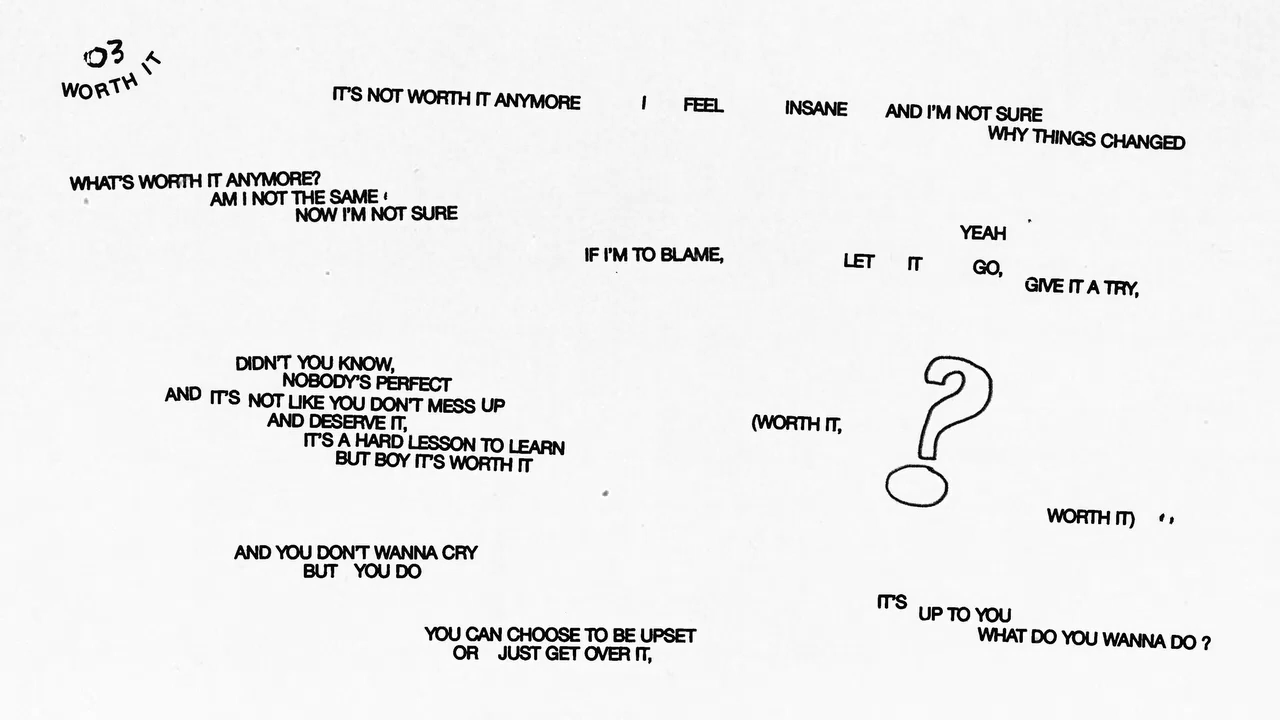 03
WORTH IT
IT'S NOT WORTH IT ANYMORE I FEEL INSANE AND I'M NOT SURE
WHY THINGS CHANGED
WHAT'S WORTH IT ANYMORE?
AM I NOT THE SAME
NOW I'M NOT SURE
IF I'M TO BLAME,
YEAH
LET IT GO,
GIVE IT A TRY,
DIDN'T YOU KNOW,
NOBODY'S PERFECT
AND IT'S NOT LIKE YOU DON'T MESS UP
AND DESERVE IT,
IT'S A HARD LESSON TO LEARN
BUT BOY IT'S WORTH IT
(WORTH IT,
?
WORTH IT)
AND YOU DON'T WANNA CRY
BUT YOU DO
YOU CAN CHOOSE TO BE UPSET
OR JUST GET OVER IT,
IT'S UP TO YOU
WHAT DO YOU WANNA DO ?